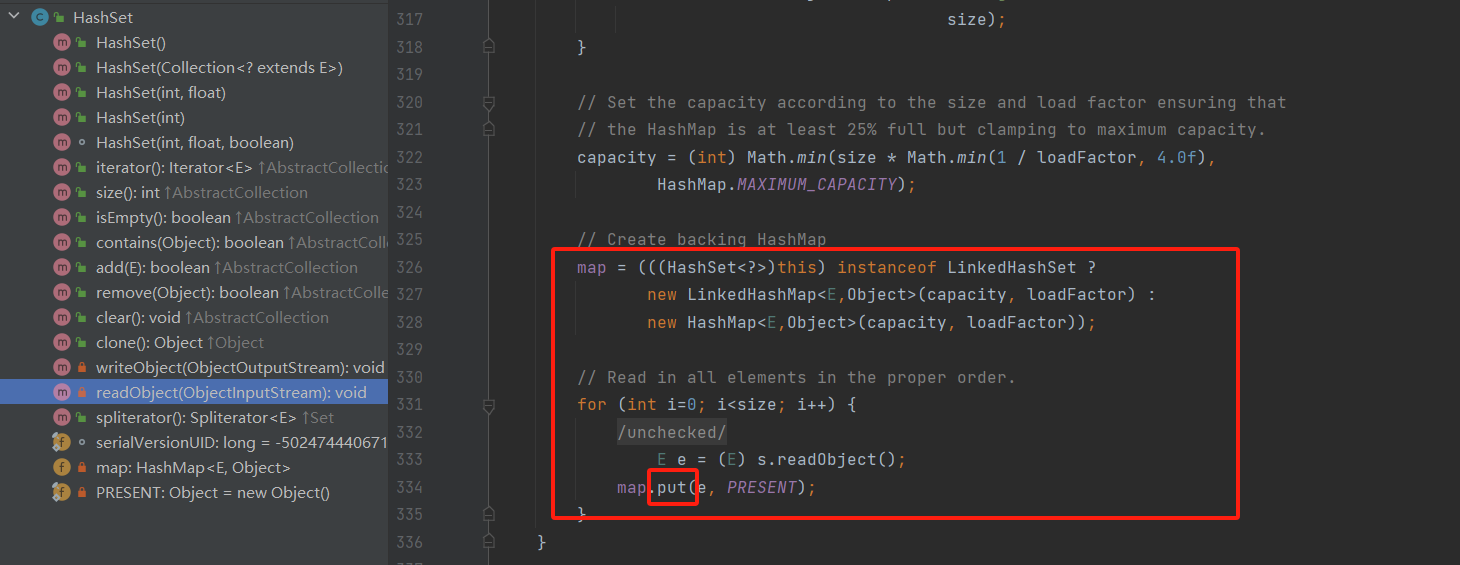 HashSet
HashSet()
HashSet(Collection<? extends E>)
HashSet(int, float)
HashSet(int)
HashSet(int, float, boolean)
iterator(): Iterator<E> ↑AbstractCollectio
size(): int ↑AbstractCollection
isEmpty(): boolean ↑AbstractCollection
contains(Object): boolean ↑AbstractColl
add(E): boolean ↑AbstractCollection
remove(Object): boolean ↑AbstractColle
clear(): void ↑AbstractCollection
clone(): Object ↑Object
writeObject(ObjectOutputStream): void
readObject(ObjectInputStream): void
spliterator(): Spliterator<E> ↑Set
serialVersionUID: long = -502474440671
map: HashMap<E, Object>
PRESENT: Object = new Object()
317 size);
318 }
319
320 // Set the capacity according to the size and load factor ensuring that
321 // the HashMap is at least 25% full but clamping to maximum capacity.
322 capacity = (int) Math.min(size * Math.min(1 / loadFactor, 4.0f),
323 HashMap.MAXIMUM_CAPACITY);
324
325 // Create backing HashMap
326 map = (((HashSet<?>)this) instanceof LinkedHashSet ?
327 new LinkedHashMap<E,Object>(capacity, loadFactor) :
328 new HashMap<E,Object>(capacity, loadFactor));
329
330 // Read in all elements in the proper order.
331 for (int i=0; i<size; i++) {
332 /unchecked/
333 E e = (E) s.readObject();
334 map.put(e, PRESENT);
335 }
336 }